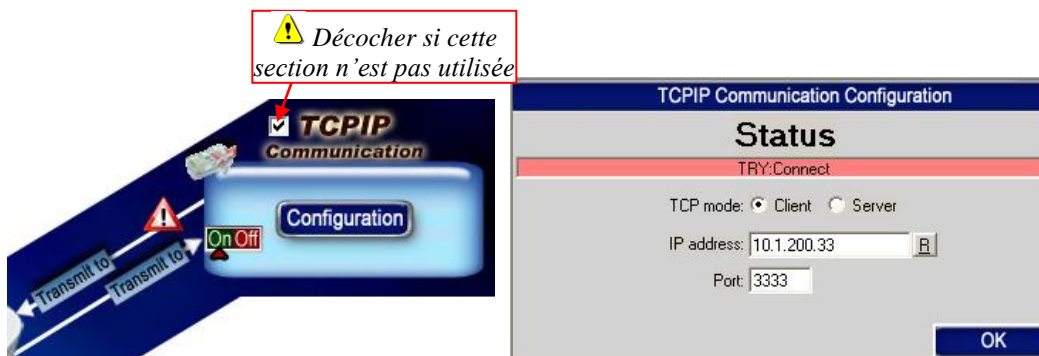 Décocher si cette
section n'est pas utilisée
TCPIP
Communication
Configuration
On Off
Transmit to
Transmit to
TCPIP Communication Configuration
Status
TRY:Connect
TCP mode: Client Server
IP address: 10.1.200.33 R
Port: 3333
OK